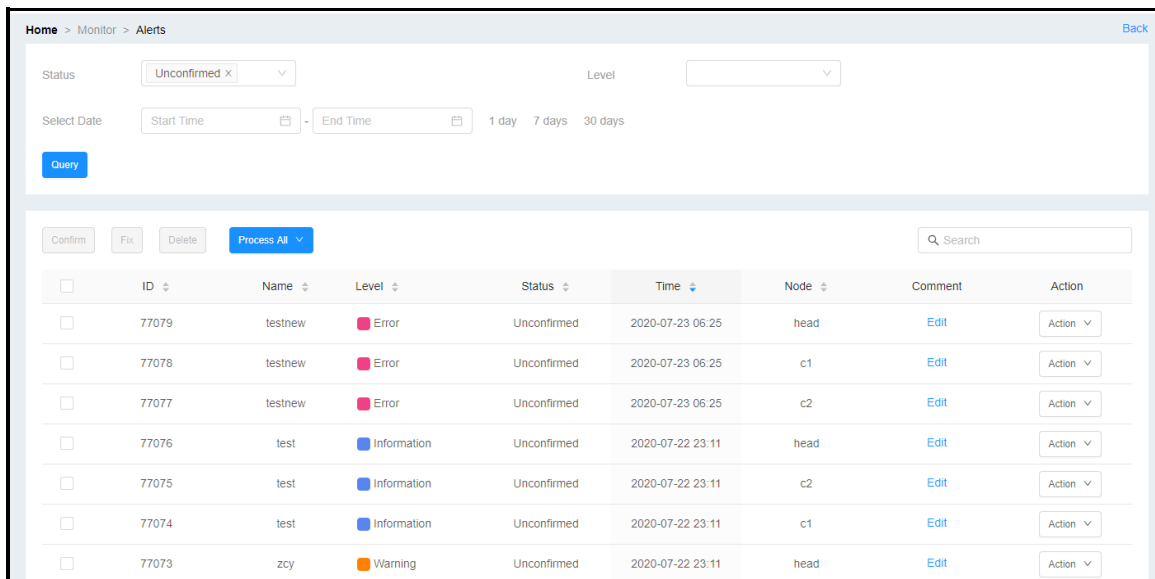 Home > Monitor > Alerts Back
Status Unconfirmed × Level
Select Date Start Time - End Time 1 day 7 days 30 days
Query
Confirm Fix Delete Process All Search
ID Name Level Status Time Node Comment Action
77079 testnew Error Unconfirmed 2020-07-23 06:25 head Edit Action
77078 testnew Error Unconfirmed 2020-07-23 06:25 c1 Edit Action
77077 testnew Error Unconfirmed 2020-07-23 06:25 c2 Edit Action
77076 test Information Unconfirmed 2020-07-22 23:11 head Edit Action
77075 test Information Unconfirmed 2020-07-22 23:11 c2 Edit Action
77074 test Information Unconfirmed 2020-07-22 23:11 c1 Edit Action
77073 zcy Warning Unconfirmed 2020-07-22 23:11 head Edit Action